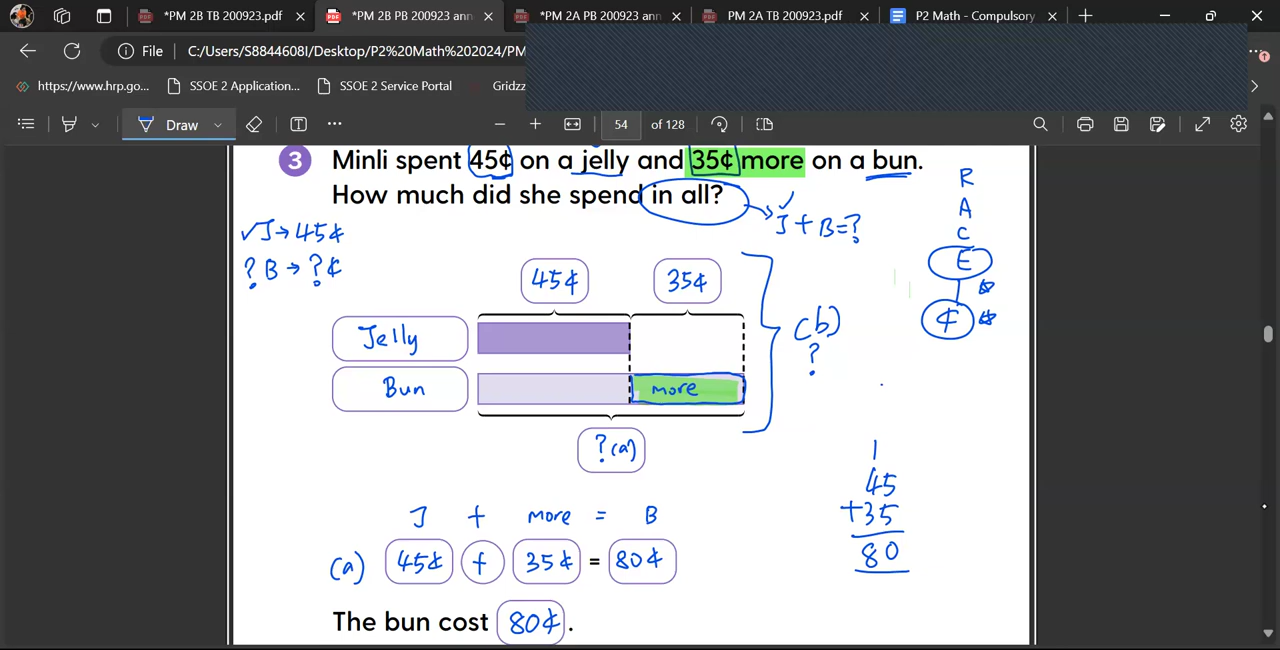 *PM 2B TB 200923.pdf
*PM 2B PB 200923 ann
*PM 2A PB 200923 ann
PM 2A TB 200923.pdf
P2 Math - Compulsory
File
C:/Users/S8844608I/Desktop/P2%20Math%202024/PM
https://www.hrp.go...
SSOE 2 Application...
SSOE 2 Service Portal
Gridzz
Draw
54 of 128
3 Minli spent 45¢ on a jelly and 35¢ more on a bun.
How much did she spend in all?
J + B = ?
R
A
C
E
¢
✓J → 45¢
? B → ? ¢
45¢ 35¢
Jelly
Bun more
(b)
?
? (a)
1
45
+35
80
J + more = B
(a) 45¢ + 35¢ = 80¢
The bun cost 80¢.